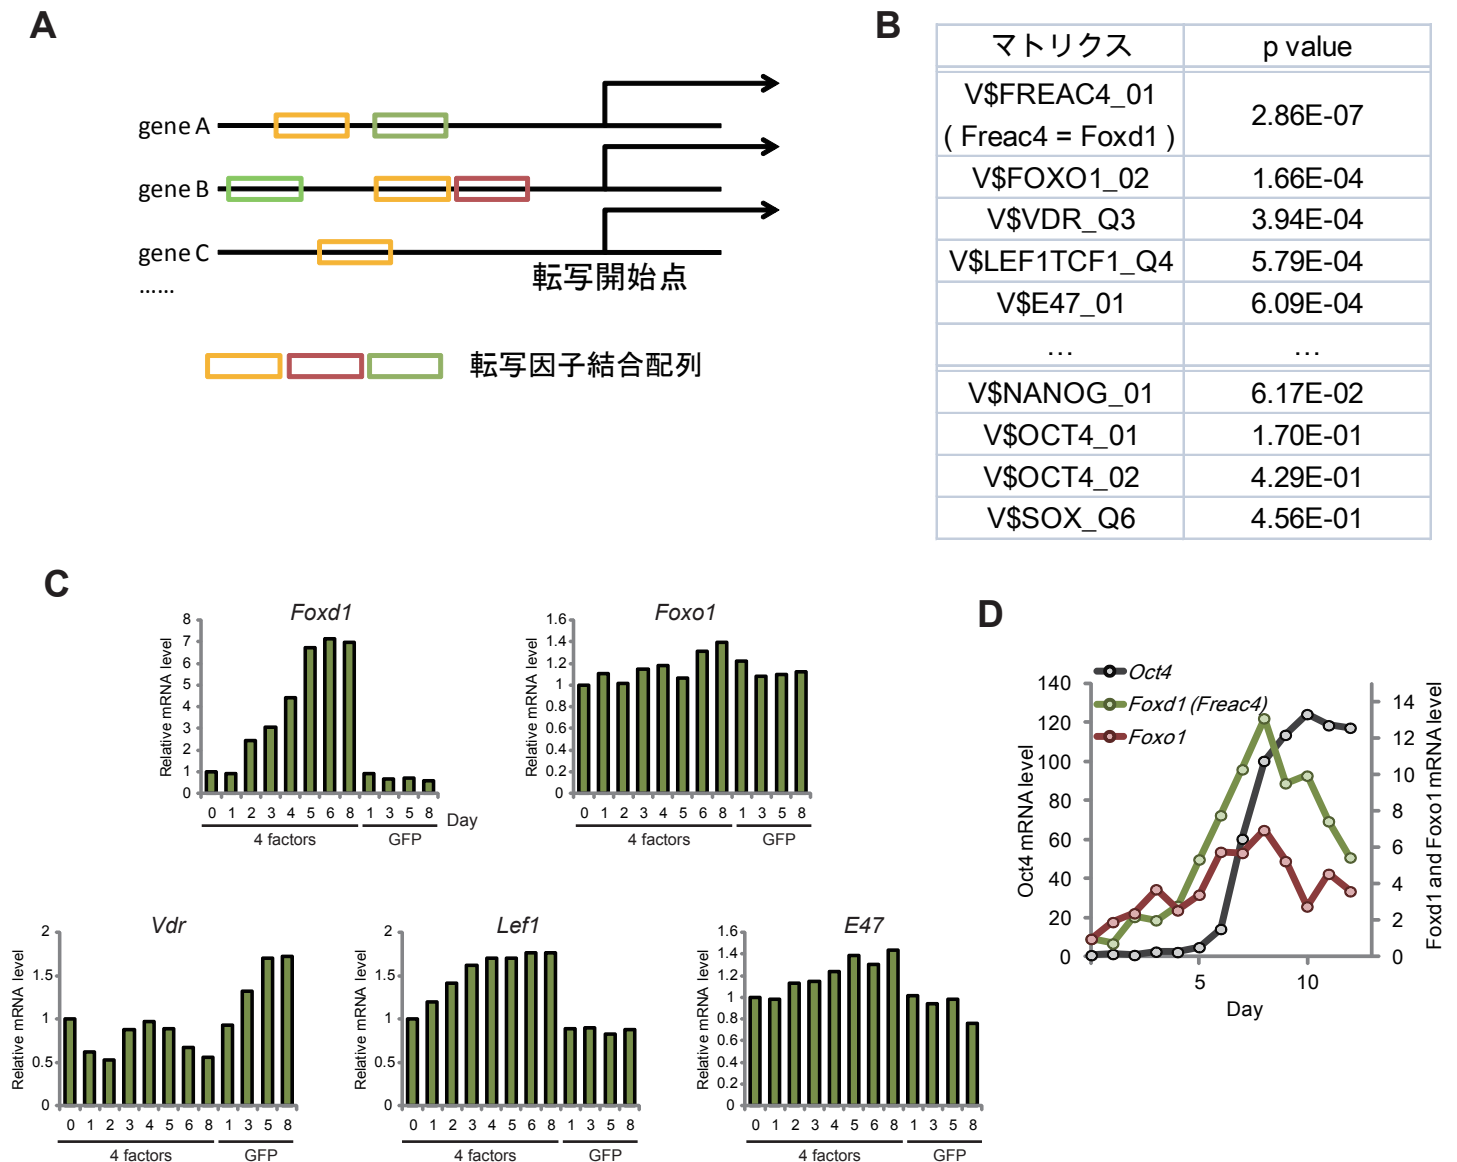 A
gene A
gene B
gene C
......
転写開始点
転写因子結合配列
B
マトリクス p value
V$FREAC4_01
( Freac4 = Foxd1 ) 2.86E-07
V$FOXO1_02 1.66E-04
V$VDR_Q3 3.94E-04
V$LEF1TCF1_Q4 5.79E-04
V$E47_01 6.09E-04
... ...
V$NANOG_01 6.17E-02
V$OCT4_01 1.70E-01
V$OCT4_02 4.29E-01
V$SOX_Q6 4.56E-01
C
Foxd1
Relative mRNA level
8
7
6
5
4
3
2
1
0
0 1 2 3 4 5 6 8 1 3 5 8 Day
4 factors GFP
Foxo1
Relative mRNA level
1.6
1.4
1.2
1
0.8
0.6
0.4
0.2
0
0 1 2 3 4 5 6 8 1 3 5 8
4 factors GFP
Vdr
Relative mRNA level
2
1.5
1
0.5
0
0 1 2 3 4 5 6 8 1 3 5 8
4 factors GFP
Lef1
Relative mRNA level
2
1.5
1
0.5
0
0 1 2 3 4 5 6 8 1 3 5 8
4 factors GFP
E47
Relative mRNA level
1.6
1.4
1.2
1
0.8
0.6
0.4
0.2
0
0 1 2 3 4 5 6 8 1 3 5 8
4 factors GFP
D
Oct4
Foxd1 (Freac4)
Foxo1
Oct4 mRNA level
140
120
100
80
60
40
20
0
Foxd1 and Foxo1 mRNA level
14
12
10
8
6
4
2
0
5 10
Day